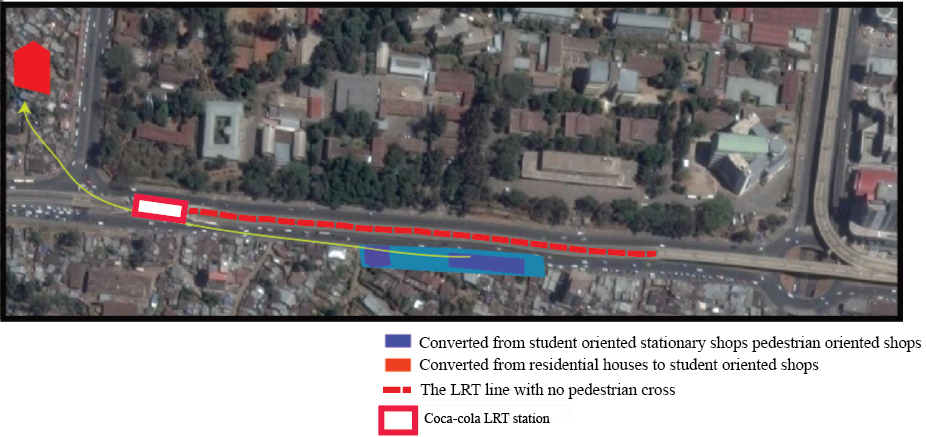 Converted from student oriented stationary shops pedestrian oriented shops
Converted from residential houses to student oriented shops
The LRT line with no pedestrian cross
Coca-cola LRT station